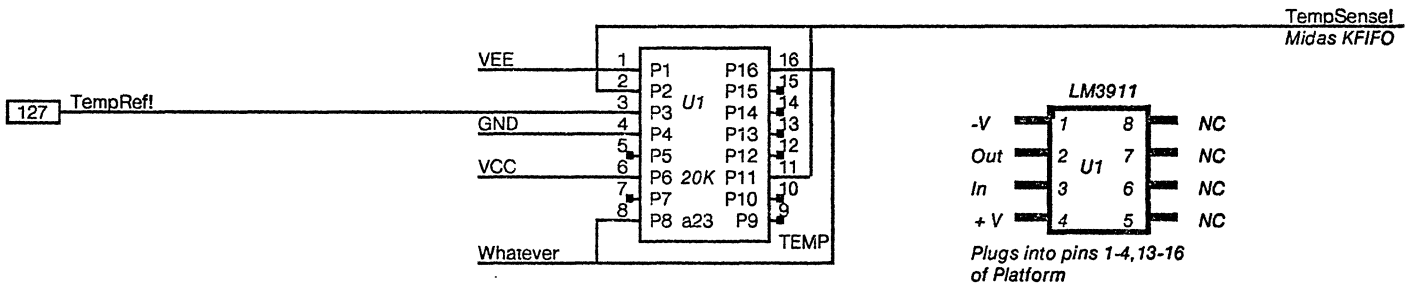 TempSense!
Midas KFIFO
VEE 1 P1 P16 16
2 P2 P15 15
127 TempRef! 3 P3 U1 P14 14
GND 4 P4 P13 13
5 P5 P12 12
VCC 6 P6 20K P11 11
7 P7 P10 10
8 P8 a23 P9 9
TEMP
Whatever
LM3911
-V 1 8 NC
Out 2 7 NC
U1
In 3 6 NC
+V 4 5 NC
Plugs into pins 1-4,13-16
of Platform